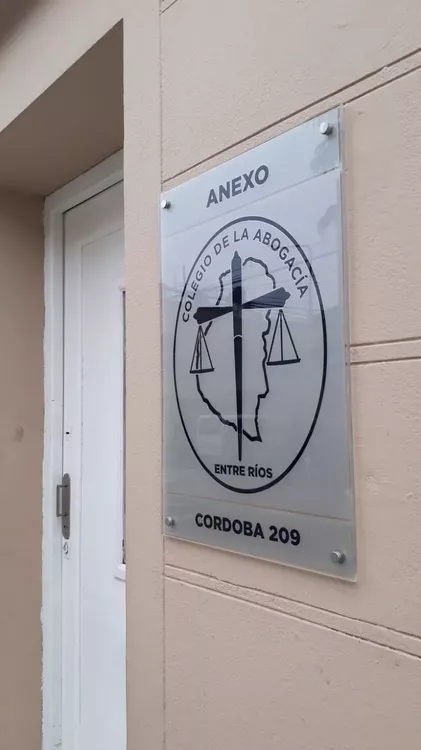 ANEXO
COLEGIO DE LA ABOGACÍA
ENTRE RÍOS
CORDOBA 209